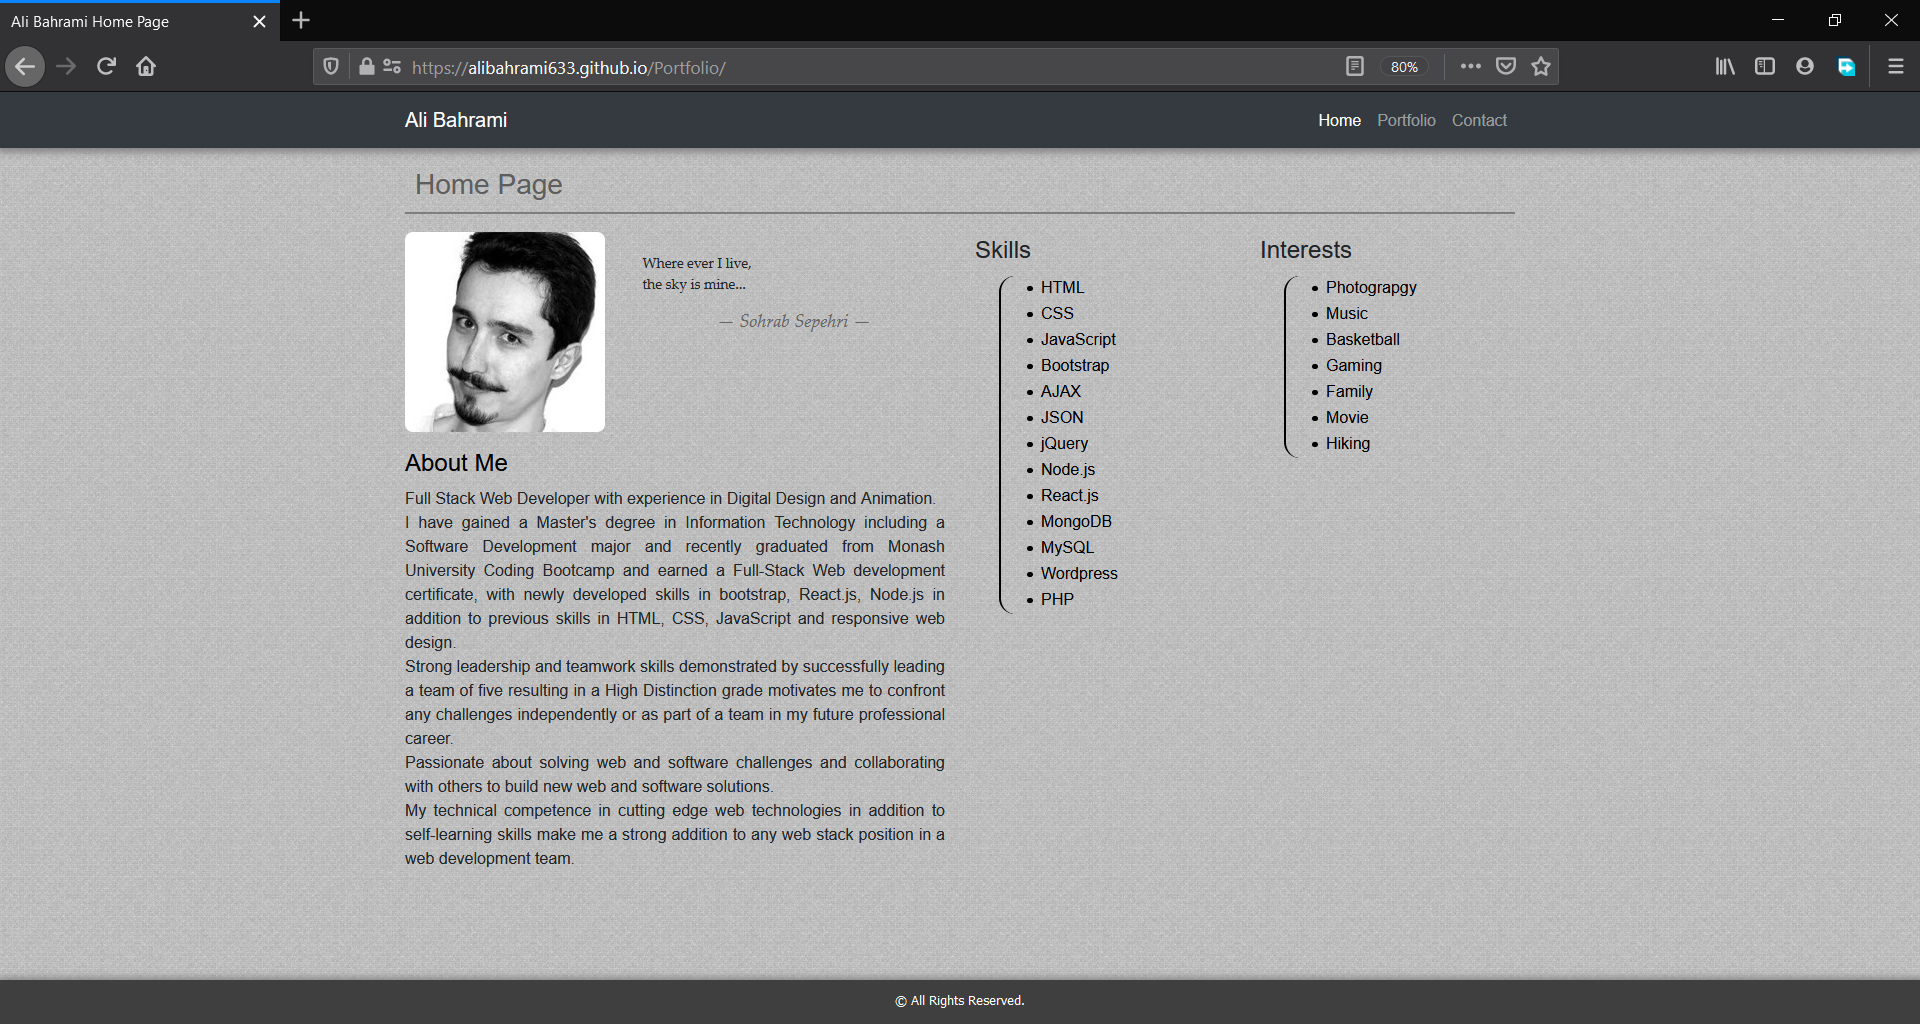 Ali Bahrami Home Page
https://alibahrami633.github.io/Portfolio/
80%
Ali Bahrami
Home Portfolio Contact
Home Page
Where ever I live,
the sky is mine...
— Sohrab Sepehri —
About Me
Full Stack Web Developer with experience in Digital Design and Animation.
I have gained a Master's degree in Information Technology including a
Software Development major and recently graduated from Monash
University Coding Bootcamp and earned a Full-Stack Web development
certificate, with newly developed skills in bootstrap, React.js, Node.js in
addition to previous skills in HTML, CSS, JavaScript and responsive web
design.
Strong leadership and teamwork skills demonstrated by successfully leading
a team of five resulting in a High Distinction grade motivates me to confront
any challenges independently or as part of a team in my future professional
career.
Passionate about solving web and software challenges and collaborating
with others to build new web and software solutions.
My technical competence in cutting edge web technologies in addition to
self-learning skills make me a strong addition to any web stack position in a
web development team.
Skills
HTML
CSS
JavaScript
Bootstrap
AJAX
JSON
jQuery
Node.js
React.js
MongoDB
MySQL
Wordpress
PHP
Interests
Photograpgy
Music
Basketball
Gaming
Family
Movie
Hiking
© All Rights Reserved.